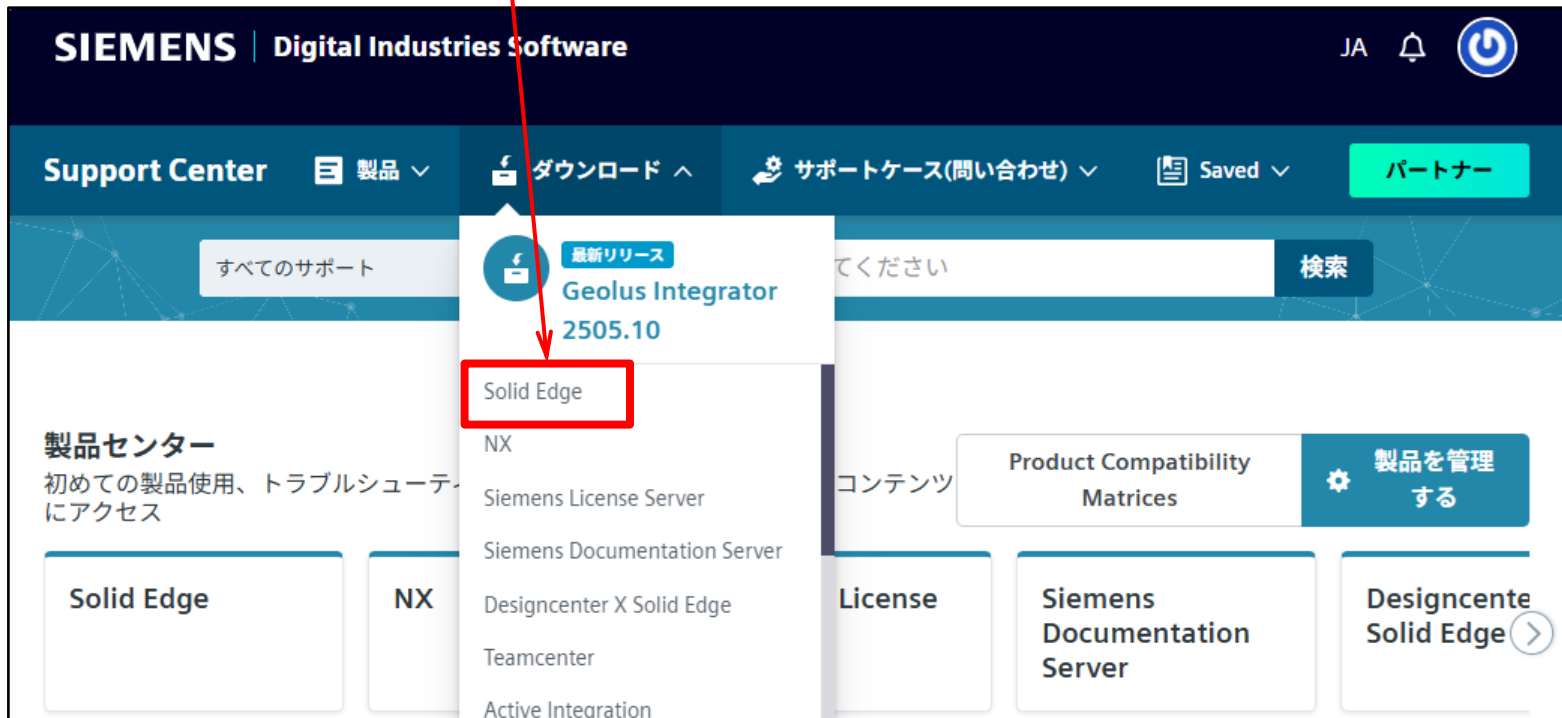 SIEMENS | Digital Industries Software
JA
Support Center
製品
ダウンロード
サポートケース(問い合わせ)
Saved
パートナー
すべてのサポート
てください
検索
最新リリース
Geolus Integrator
2505.10
Solid Edge
NX
Siemens License Server
Siemens Documentation Server
Designcenter X Solid Edge
Teamcenter
Active Integration
製品センター
初めての製品使用、トラブルシューティ
コンテンツ
にアクセス
Product Compatibility
Matrices
製品を管理
する
Solid Edge
NX
License
Siemens
Documentation
Server
Designcente
Solid Edge